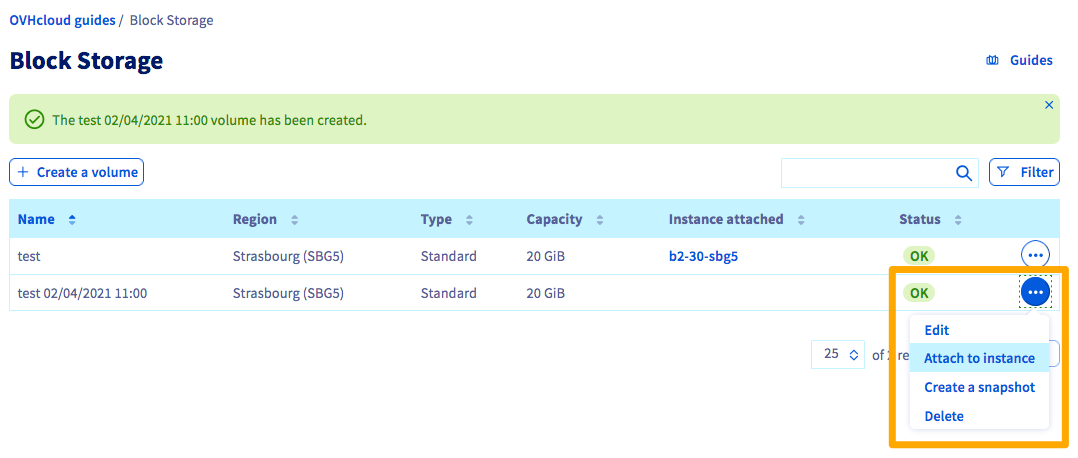 OVHcloud guides / Block Storage
Block Storage
Guides
The test 02/04/2021 11:00 volume has been created.
Create a volume
Filter
Name Region Type Capacity Instance attached Status
test Strasbourg (SBG5) Standard 20 GiB b2-30-sbg5 OK
test 02/04/2021 11:00 Strasbourg (SBG5) Standard 20 GiB OK
Edit
25 of 2 re
Attach to instance
Create a snapshot
Delete